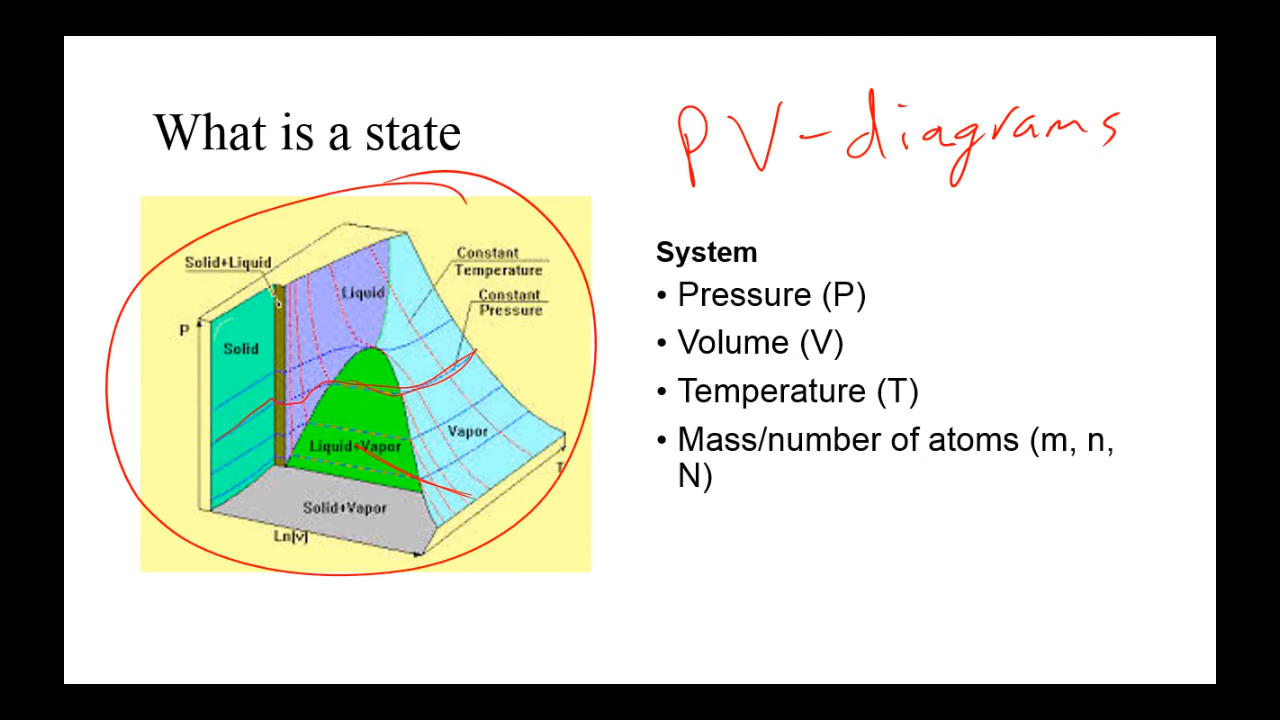 What is a state
PV-diagrams
Solid+Liquid
Constant
Temperature
Constant
Pressure
P
Liquid
Solid
Liquid+Vapor
Vapor
T
Solid+Vapor
Ln(v)
System
• Pressure (P)
• Volume (V)
• Temperature (T)
• Mass/number of atoms (m, n,
N)